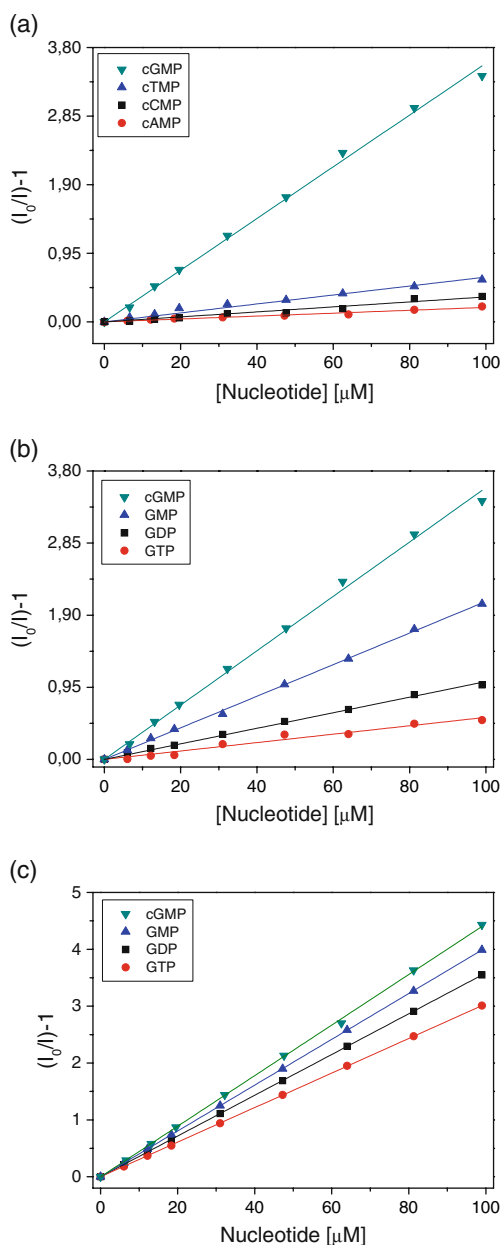 (a)
3,80
2,85
1,90
0,95
0,00
(I₀/I)-1
cGMP
cTMP
cCMP
cAMP
0 20 40 60 80 100
[Nucleotide] [μM]
(b)
3,80
2,85
1,90
0,95
0,00
(I₀/I)-1
cGMP
GMP
GDP
GTP
0 20 40 60 80 100
[Nucleotide] [μM]
(c)
5
4
3
2
1
0
(I₀/I)-1
cGMP
GMP
GDP
GTP
0 20 40 60 80 100
Nucleotide [μM]